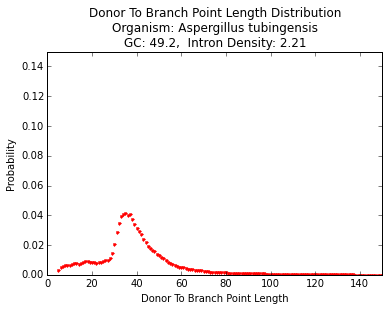 Donor To Branch Point Length Distribution
Organism: Aspergillus tubingensis
GC: 49.2,  Intron Density: 2.21
0.14
0.12
0.10
0.08
0.06
0.04
0.02
0.00
Probability
0 20 40 60 80 100 120 140
Donor To Branch Point Length